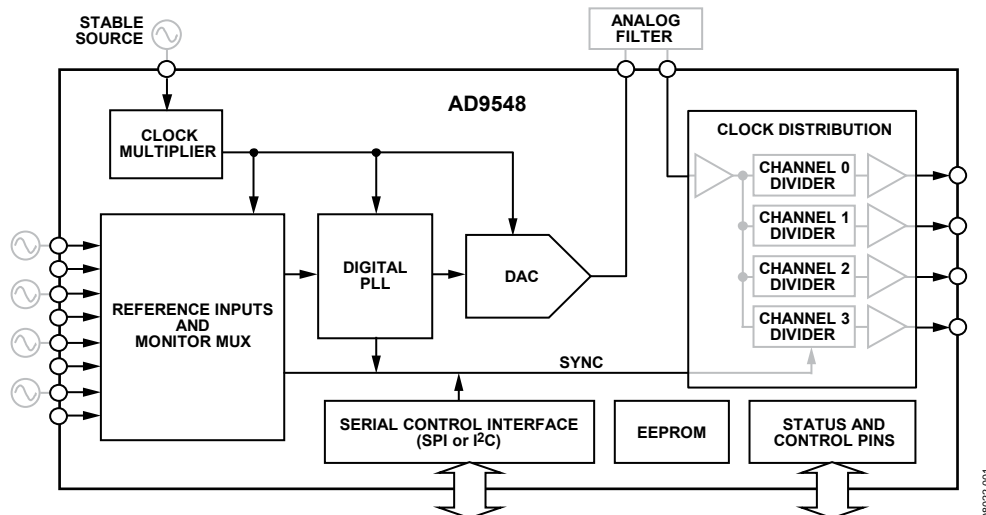 STABLE
SOURCE
ANALOG
FILTER
AD9548
CLOCK
MULTIPLIER
CLOCK DISTRIBUTION
CHANNEL 0
DIVIDER
CHANNEL 1
DIVIDER
CHANNEL 2
DIVIDER
CHANNEL 3
DIVIDER
REFERENCE INPUTS
AND
MONITOR MUX
DIGITAL
PLL
DAC
SYNC
SERIAL CONTROL INTERFACE
(SPI or I²C)
EEPROM
STATUS AND
CONTROL PINS
08022-001